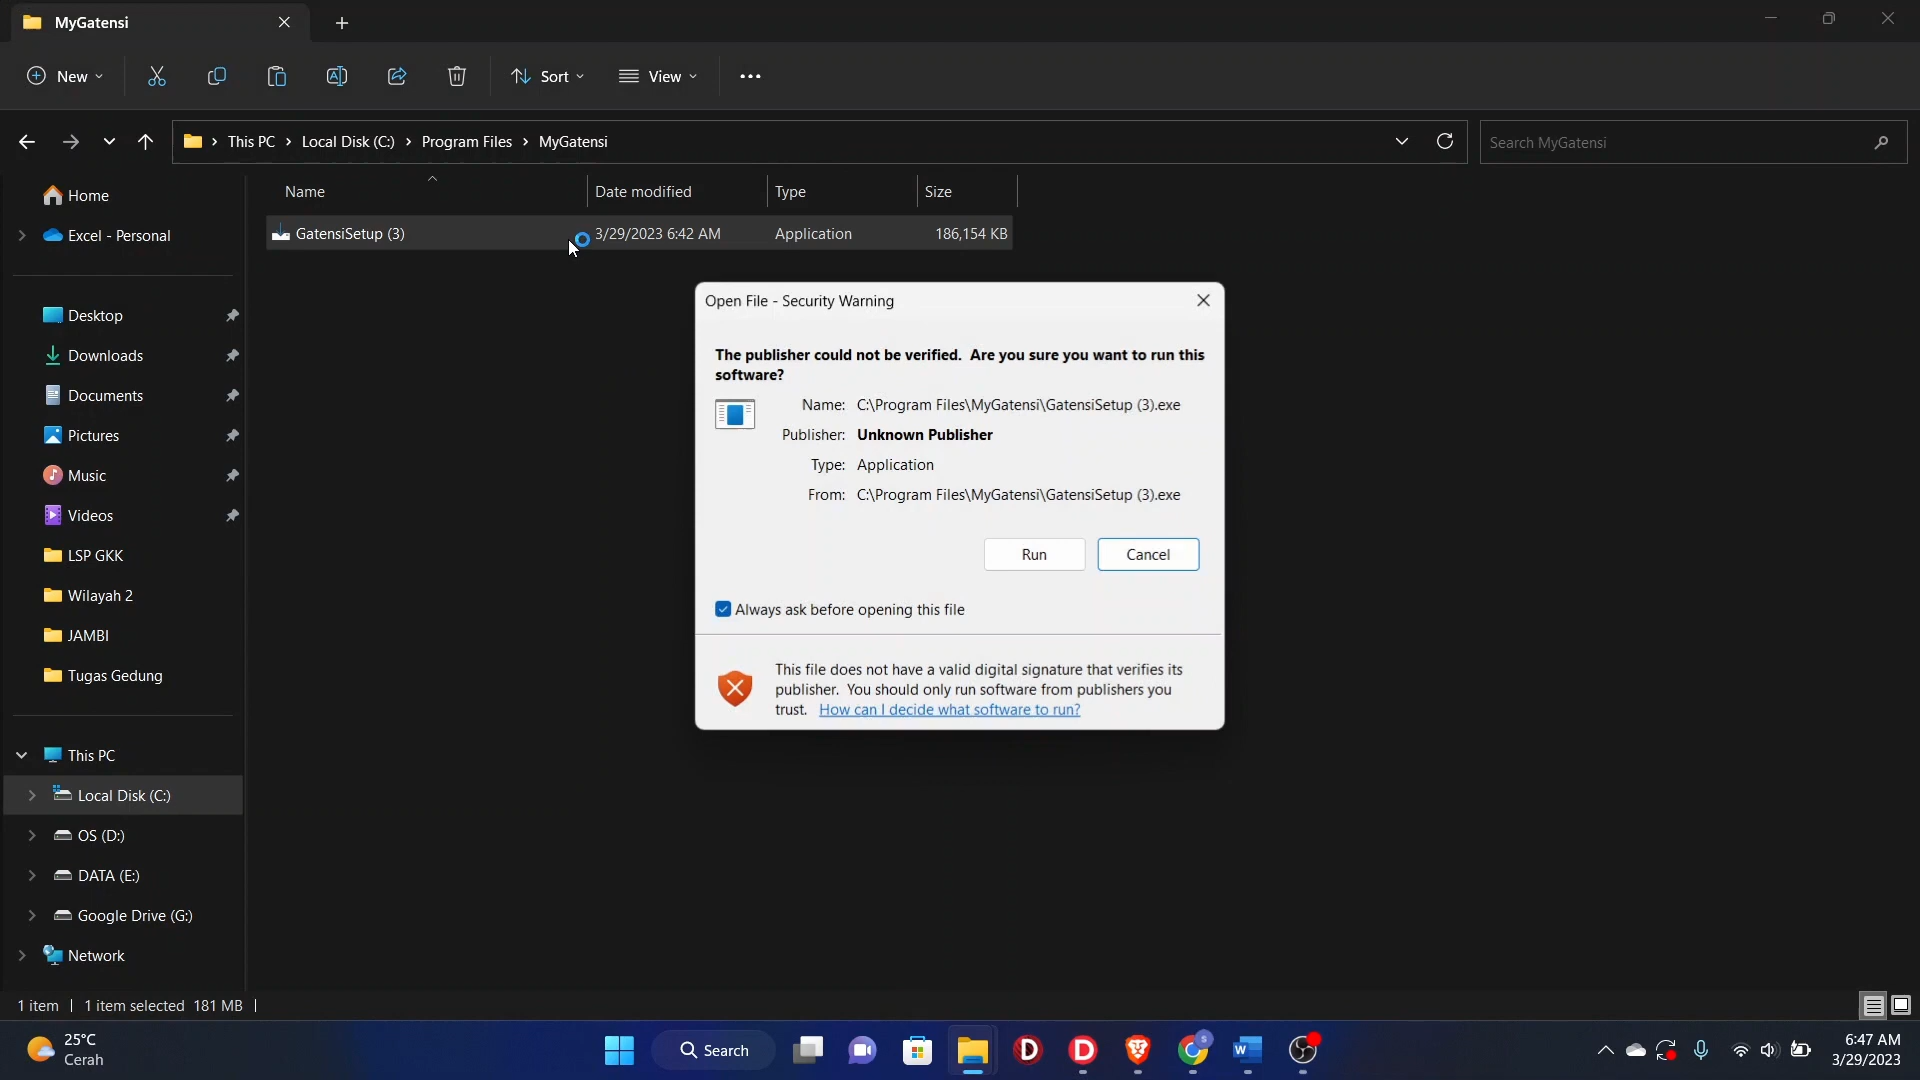 MyGatensi
New
Sort
View
This PC
Local Disk (C:)
Program Files
MyGatensi
Search MyGatensi
Name
Date modified
Type
Size
GatensiSetup (3)
3/29/2023 6:42 AM
Application
186,154 KB
Home
Excel - Personal
Desktop
Downloads
Documents
Pictures
Music
Videos
LSP GKK
Wilayah 2
JAMBI
Tugas Gedung
This PC
Local Disk (C:)
OS (D:)
DATA (E:)
Google Drive (G:)
Network
Open File - Security Warning
The publisher could not be verified. Are you sure you want to run this
software?
Name: C:\Program Files\MyGatensi\GatensiSetup (3).exe
Publisher: Unknown Publisher
Type: Application
From: C:\Program Files\MyGatensi\GatensiSetup (3).exe
Run
Cancel
Always ask before opening this file
This file does not have a valid digital signature that verifies its
publisher. You should only run software from publishers you
trust. How can I decide what software to run?
1 item
1 item selected 181 MB
25°C
Cerah
Search
6:47 AM
3/29/2023